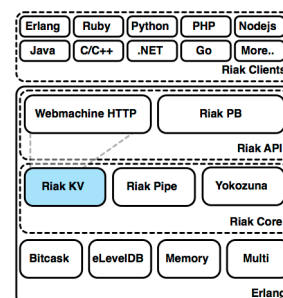 Erlang Ruby Python PHP Nodejs
Java C/C++ .NET Go More..
Riak Clients
Webmachine HTTP Riak PB
Riak API
Riak KV Riak Pipe Yokozuna
Riak Core
Bitcask eLevelDB Memory Multi
Erlang